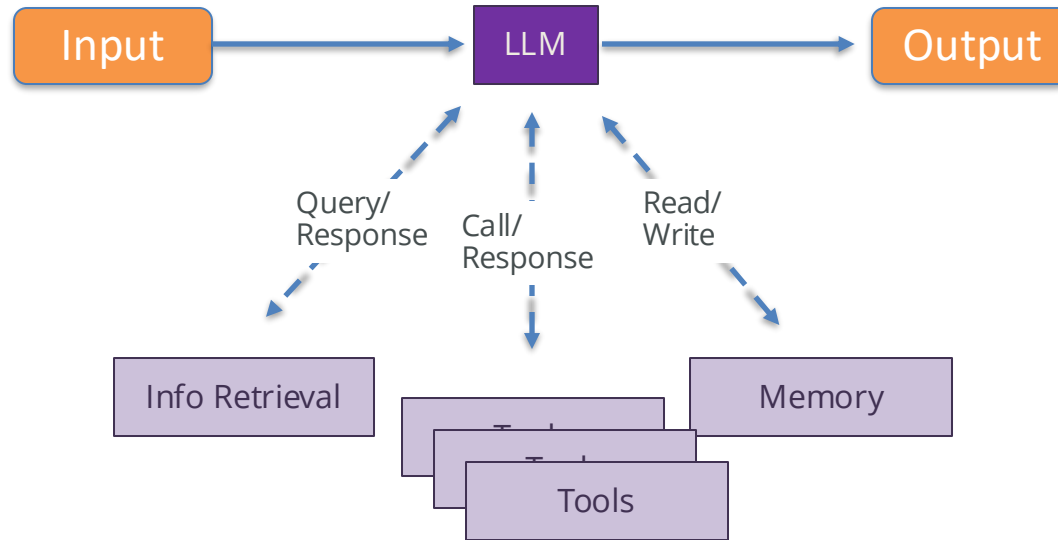 Input
LLM
Output
Query/
Response
Call/
Response
Read/
Write
Info Retrieval
Memory
Tools